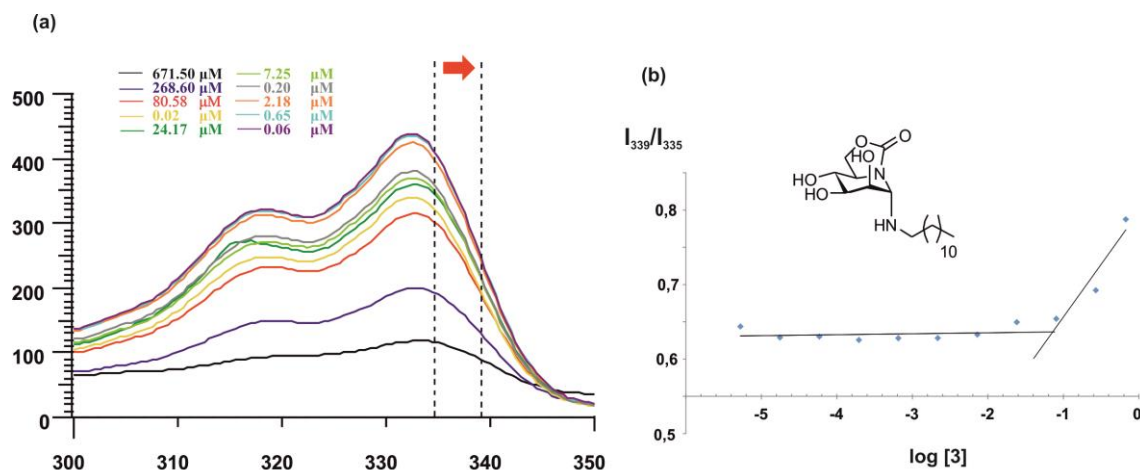 (a)
671.50 µM
268.60 µM
80.58 µM
0.02 µM
24.17 µM
7.25 µM
0.20 µM
2.18 µM
0.65 µM
0.06 µM
500
400
300
200
100
0
300 310 320 330 340 350
(b)
I339/I335
O
O
HO
N
HO
HO
HN
10
0,8
0,7
0,6
0,5
-5 -4 -3 -2 -1 0
log [3]